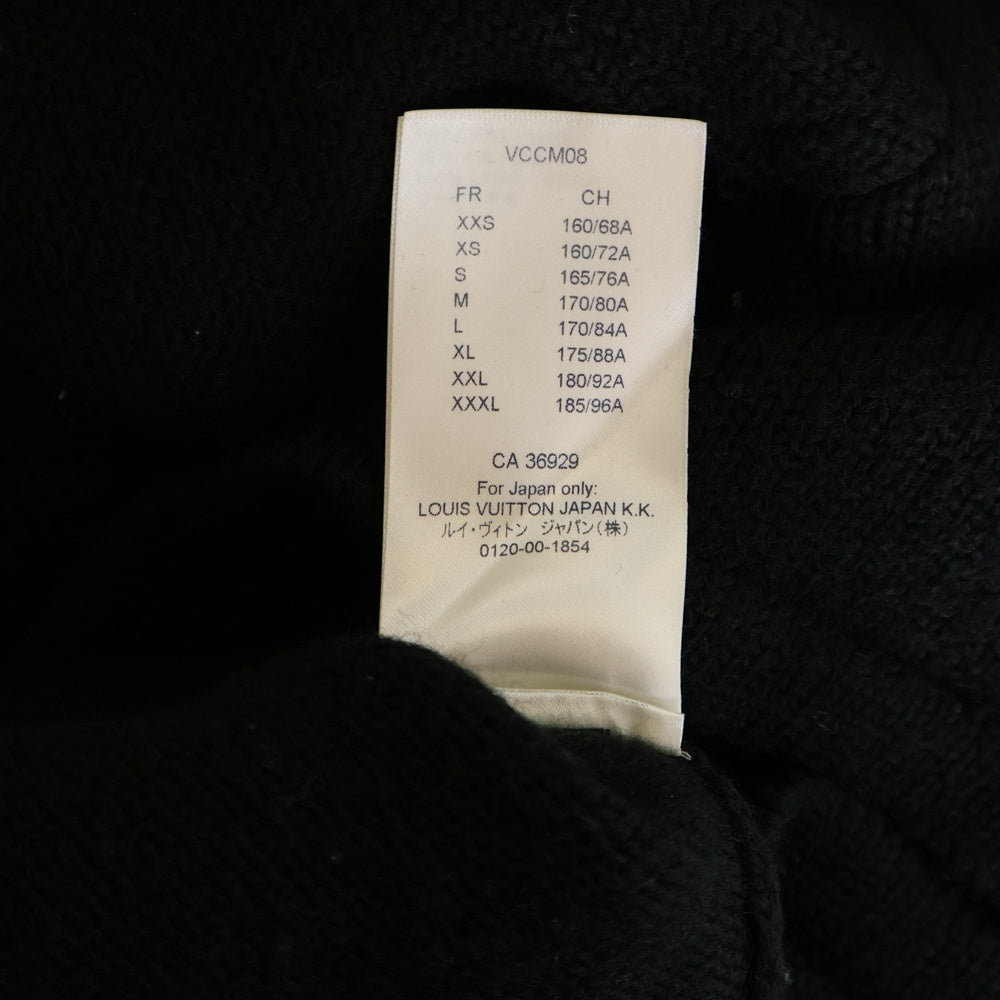 VCCM08
FR CH
XXS 160/68A
XS 160/72A
S 165/76A
M 170/80A
L 170/84A
XL 175/88A
XXL 180/92A
XXXL 185/96A
CA 36929
For Japan only:
LOUIS VUITTON JAPAN K.K.
ルイ・ヴィトン ジャパン(株)
0120-00-1854